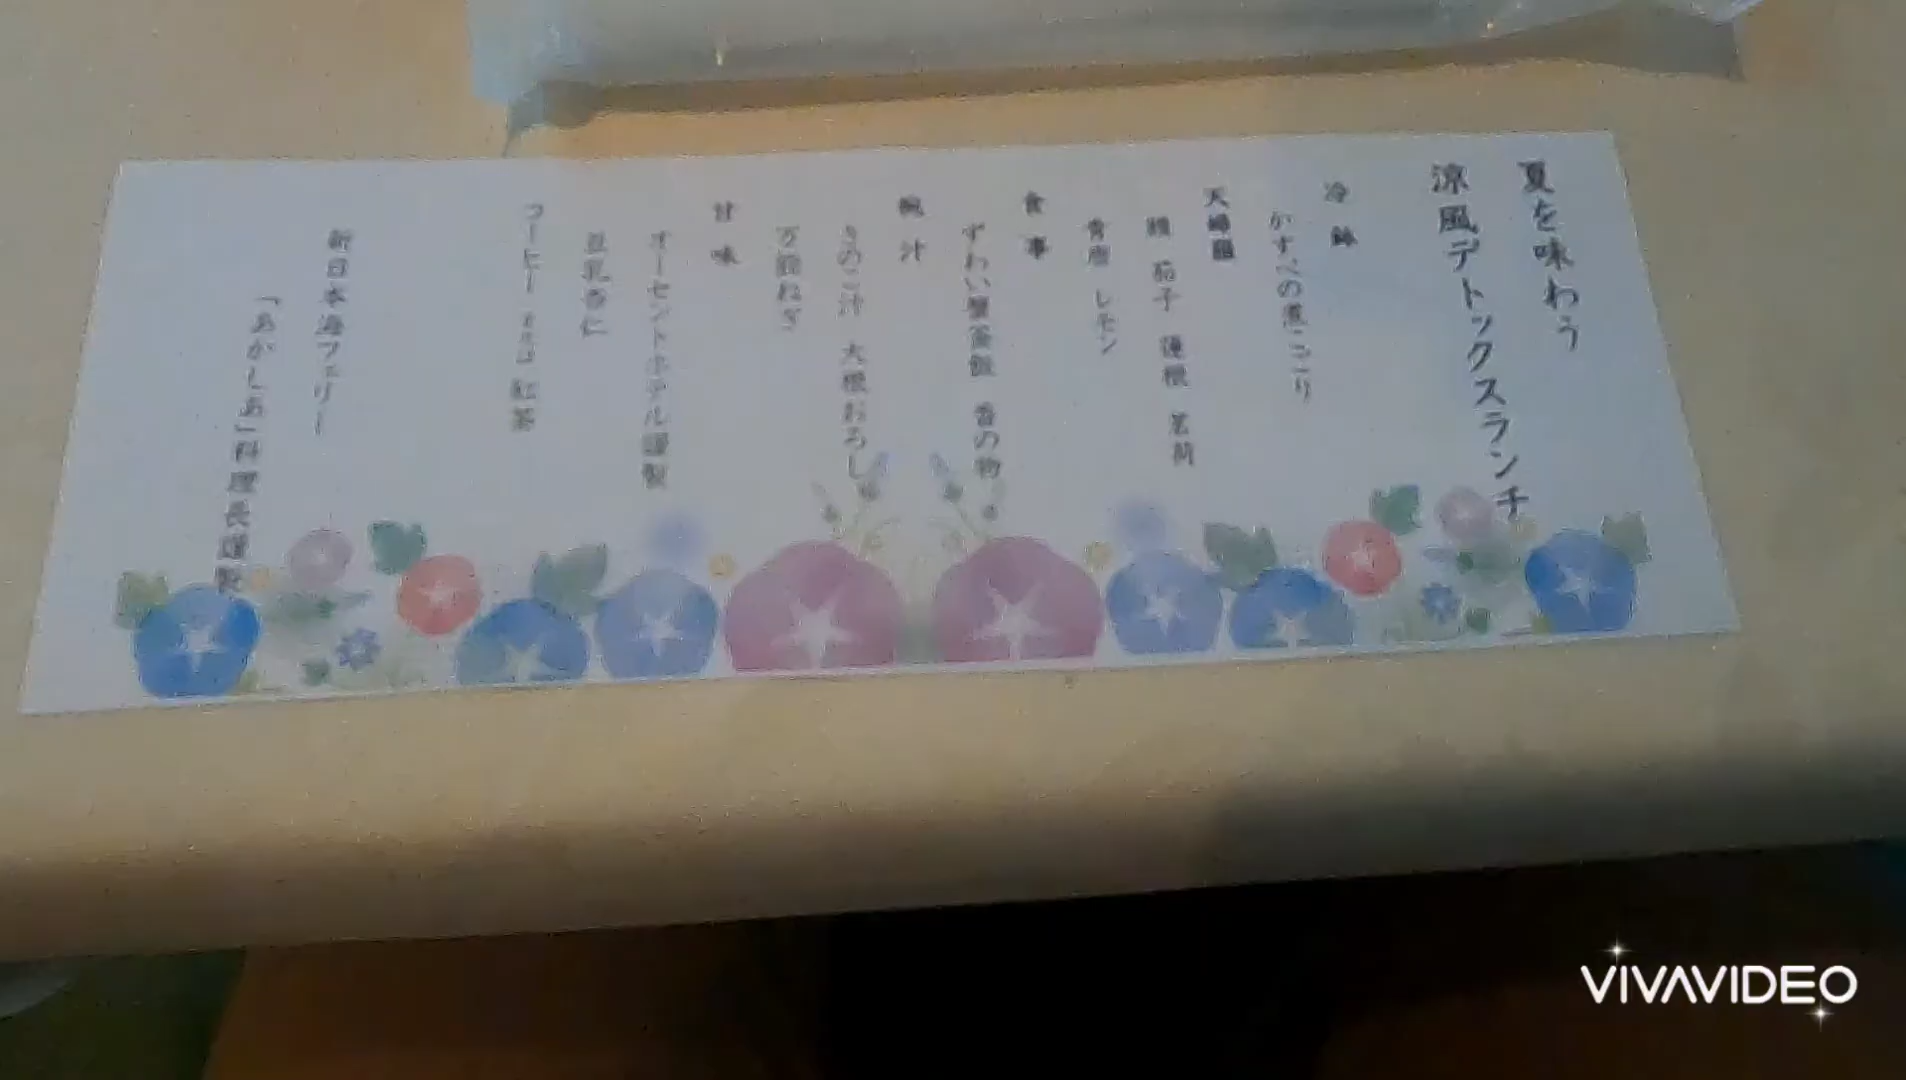 夏を味わう
涼風デトックスランチ
冷 鉢
かすべの煮こごり
天婦羅
茄子 蓮根 茗荷
青唐 レモン
食 事
ずわい蟹釜飯 香の物
椀 汁
きのこ汁 大根おろし
万能ねぎ
甘 味
オーセントホテル謹製
豆乳杏仁
コーヒー 又は 紅茶
新日本海フェリー
「あかしあ」料理長謹製
VIVAVIDEO